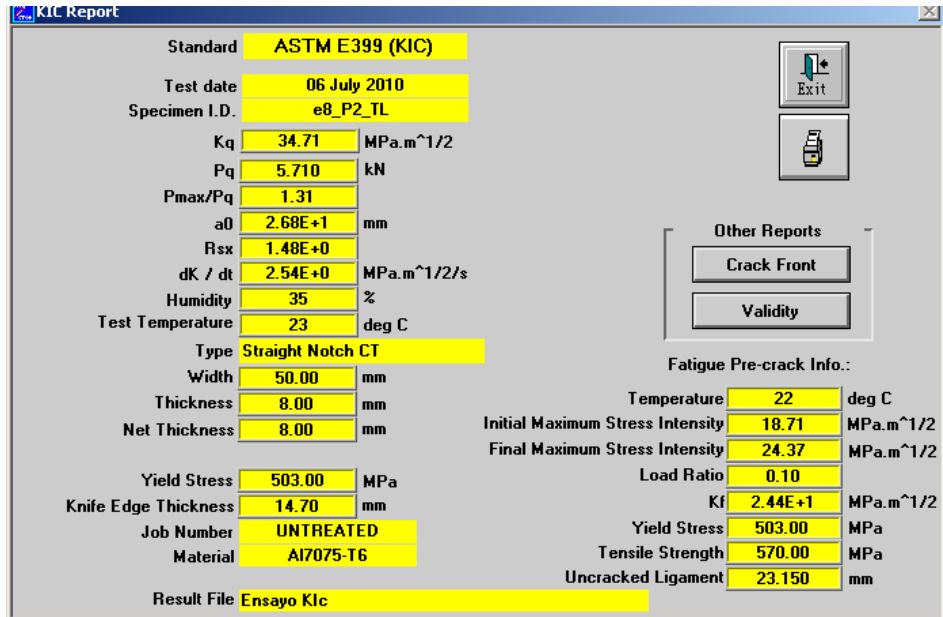 KIC Report
Standard ASTM E399 (KIC)
Test date 06 July 2010
Specimen I.D. e8_P2_TL
Kq 34.71 MPa.m^1/2
Pq 5.710 kN
Pmax/Pq 1.31
a0 2.68E+1 mm
Rsx 1.48E+0
dK / dt 2.54E+0 MPa.m^1/2/s
Humidity 35 %
Test Temperature 23 deg C
Type Straight Notch CT
Width 50.00 mm
Thickness 8.00 mm
Net Thickness 8.00 mm
Yield Stress 503.00 MPa
Knife Edge Thickness 14.70 mm
Job Number UNTREATED
Material Al7075-T6
Result File Ensayo KIc
Exit
Other Reports
Crack Front
Validity
Fatigue Pre-crack Info.:
Temperature 22 deg C
Initial Maximum Stress Intensity 18.71 MPa.m^1/2
Final Maximum Stress Intensity 24.37 MPa.m^1/2
Load Ratio 0.10
Kf 2.44E+1 MPa.m^1/2
Yield Stress 503.00 MPa
Tensile Strength 570.00 MPa
Uncracked Ligament 23.150 mm